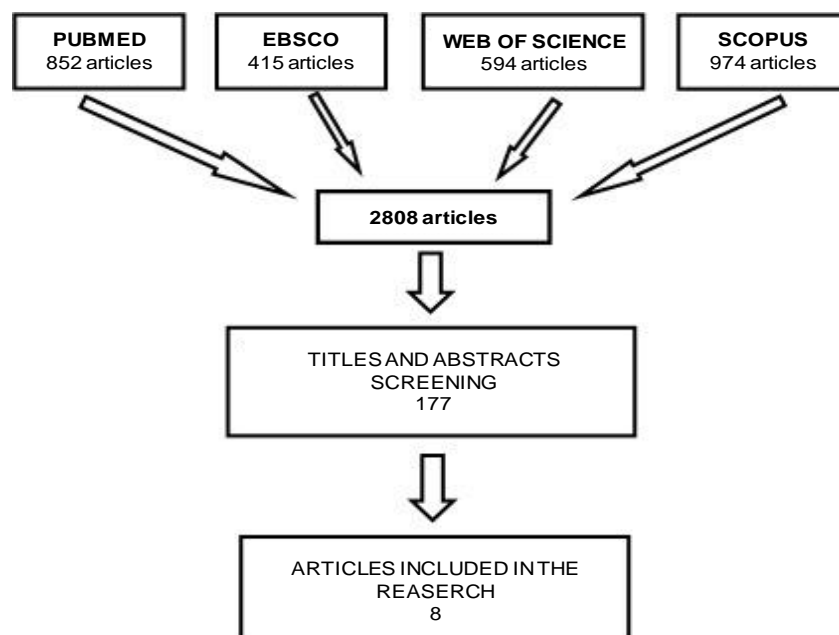 PUBMED
852 articles
EBSCO
415 articles
WEB OF SCIENCE
594 articles
SCOPUS
974 articles
2808 articles
TITLES AND ABSTRACTS
SCREENING
177
ARTICLES INCLUDED IN THE
REASERCH
8